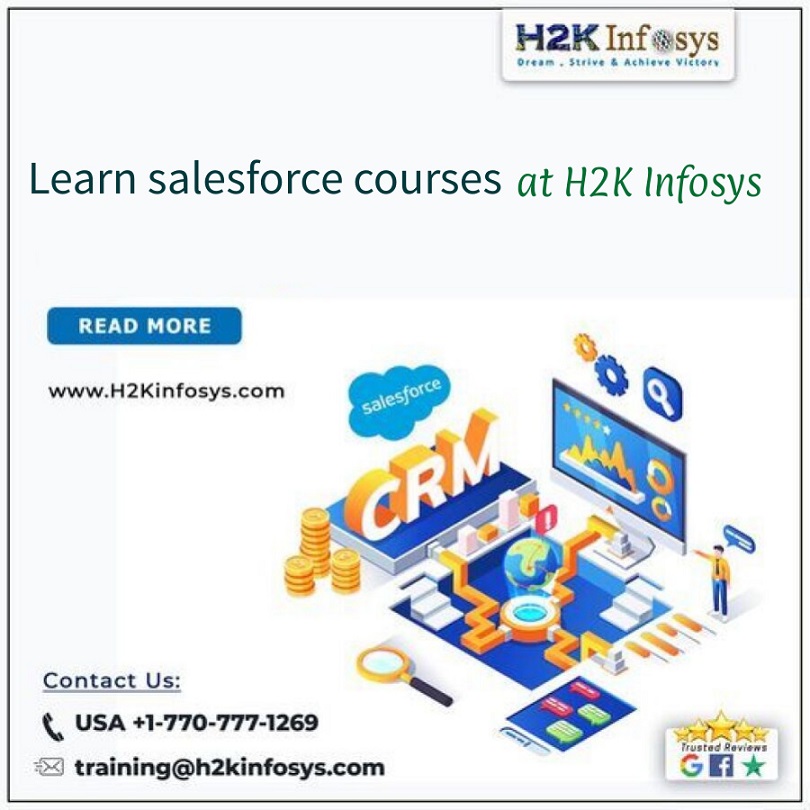 H2K Infosys
Dream . Strive & Achieve Victory
Learn salesforce courses at H2K Infosys
READ MORE
www.H2Kinfosys.com
salesforce
CRM
Contact Us:
USA +1-770-777-1269
training@h2kinfosys.com
Trusted Reviews